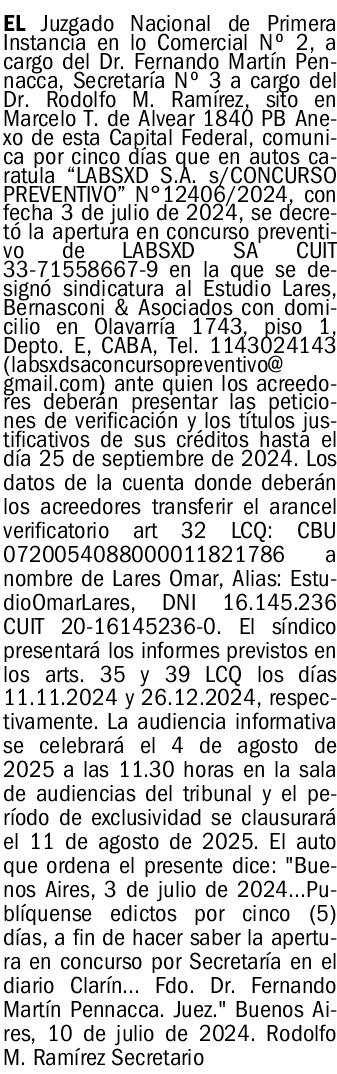 EL Juzgado Nacional de Primera
Instancia en lo Comercial Nº 2, a
cargo del Dr. Fernando Martín Pen-
nacca, Secretaría Nº 3 a cargo del
Dr. Rodolfo M. Ramírez, sito en
Marcelo T. de Alvear 1840 PB Ane-
xo de esta Capital Federal, comuni-
ca por cinco días que en autos ca-
ratula “LABSXD S.A. s/CONCURSO
PREVENTIVO” N°12406/2024, con
fecha 3 de julio de 2024, se decre-
tó la apertura en concurso preventi-
vo de LABSXD SA CUIT
33-71558667-9 en la que se de-
signó sindicatura al Estudio Lares,
Bernasconi & Asociados con domi-
cilio en Olavarría 1743, piso 1,
Depto. E, CABA, Tel. 1143024143
(labsxdsaconcursopreventivo@
gmail.com) ante quien los acreedo-
res deberán presentar las peticio-
nes de verificación y los títulos jus-
tificativos de sus créditos hasta el
día 25 de septiembre de 2024. Los
datos de la cuenta donde deberán
los acreedores transferir el arancel
verificatorio art 32 LCQ: CBU
0720054088000011821786 a
nombre de Lares Omar, Alias: Estu-
dioOmarLares, DNI 16.145.236
CUIT 20-16145236-0. El síndico
presentará los informes previstos en
los arts. 35 y 39 LCQ los días
11.11.2024 y 26.12.2024, respec-
tivamente. La audiencia informativa
se celebrará el 4 de agosto de
2025 a las 11.30 horas en la sala
de audiencias del tribunal y el pe-
ríodo de exclusividad se clausurará
el 11 de agosto de 2025. El auto
que ordena el presente dice: "Bue-
nos Aires, 3 de julio de 2024...Pu-
blíquense edictos por cinco (5)
días, a fin de hacer saber la apertu-
ra en concurso por Secretaría en el
diario Clarín... Fdo. Dr. Fernando
Martín Pennacca. Juez." Buenos Ai-
res, 10 de julio de 2024. Rodolfo
M. Ramírez Secretario